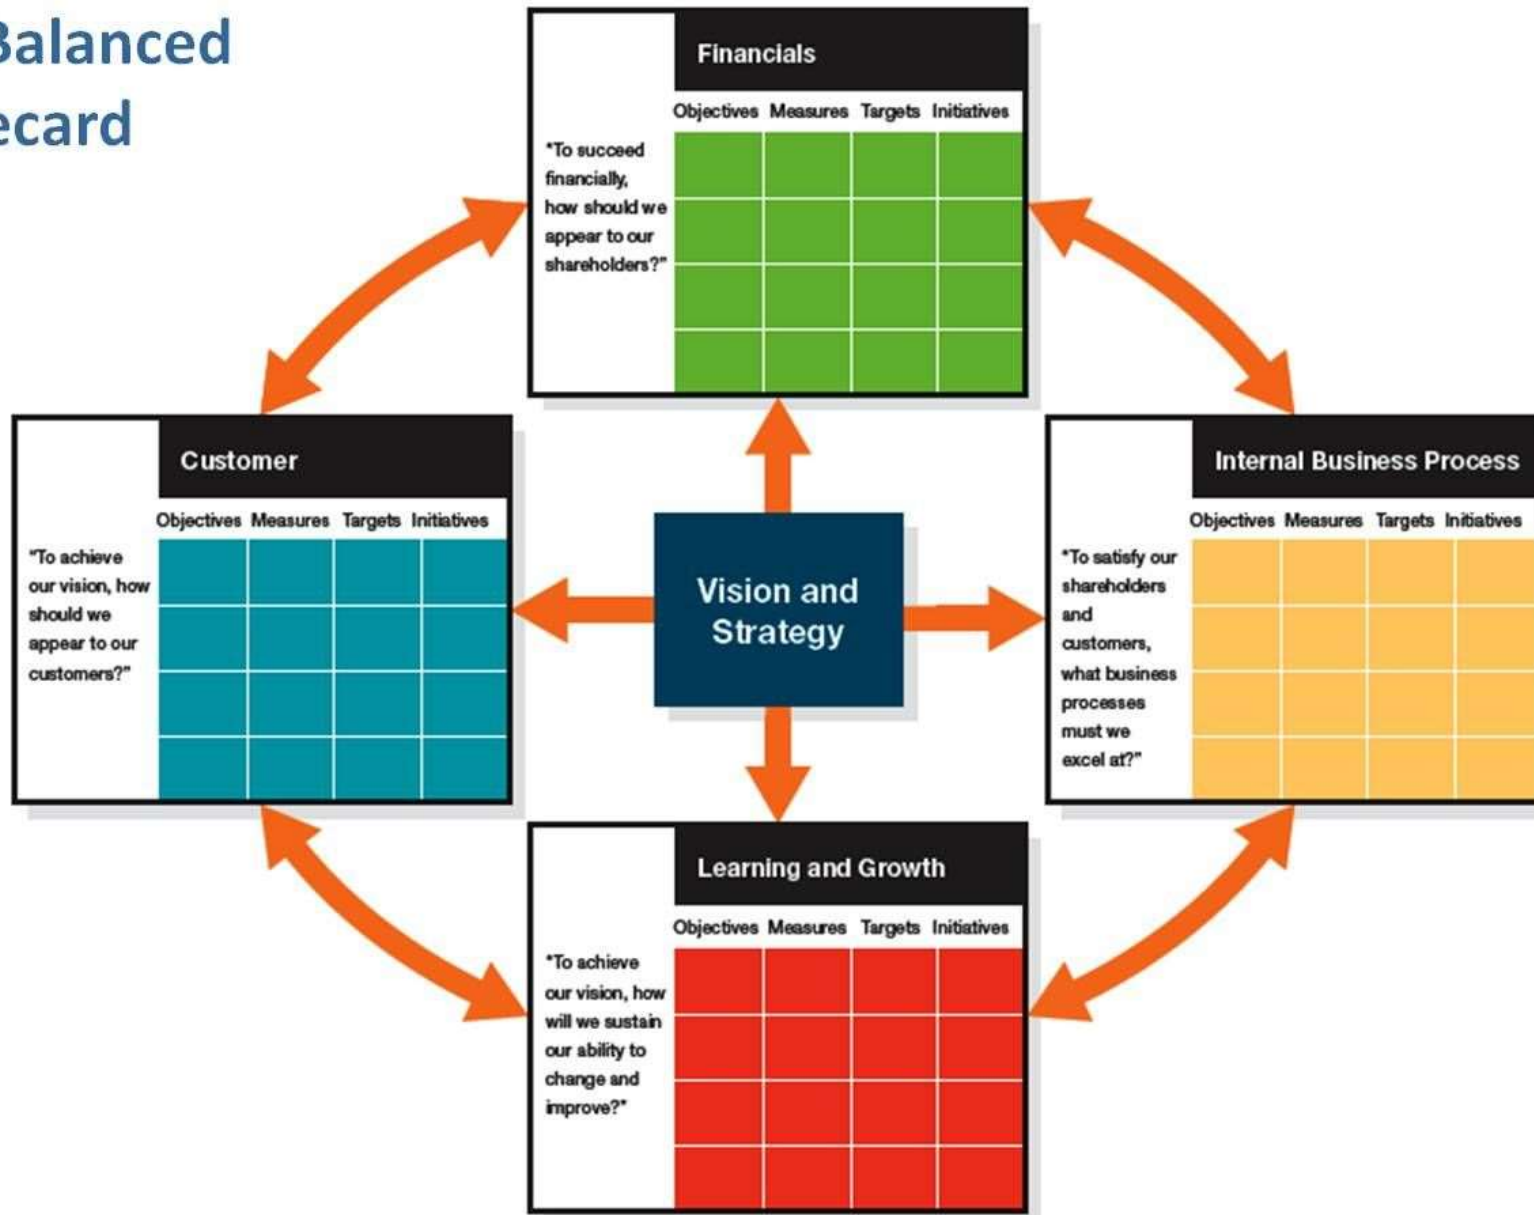 Balanced
ecard
Financials
Objectives Measures Targets Initiatives
"To succeed
financially,
how should we
appear to our
shareholders?"
Customer
Objectives Measures Targets Initiatives
"To achieve
our vision, how
should we
appear to our
customers?"
Vision and
Strategy
Internal Business Process
Objectives Measures Targets Initiatives
"To satisfy our
shareholders
and
customers,
what business
processes
must we
excel at?"
Learning and Growth
Objectives Measures Targets Initiatives
"To achieve
our vision, how
will we sustain
our ability to
change and
improve?"